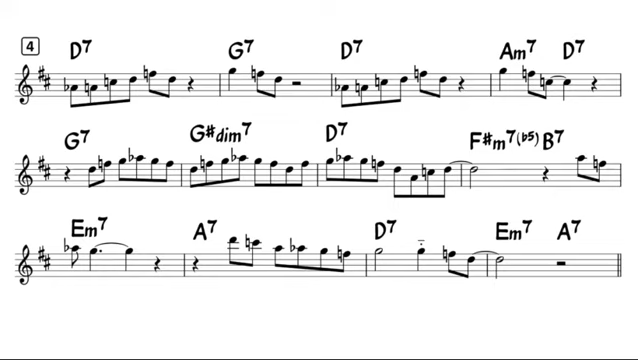 4
D7 G7 D7 Am7 D7
G7 G#dim7 D7 F#m7(b5) B7
Em7 A7 D7 Em7 A7